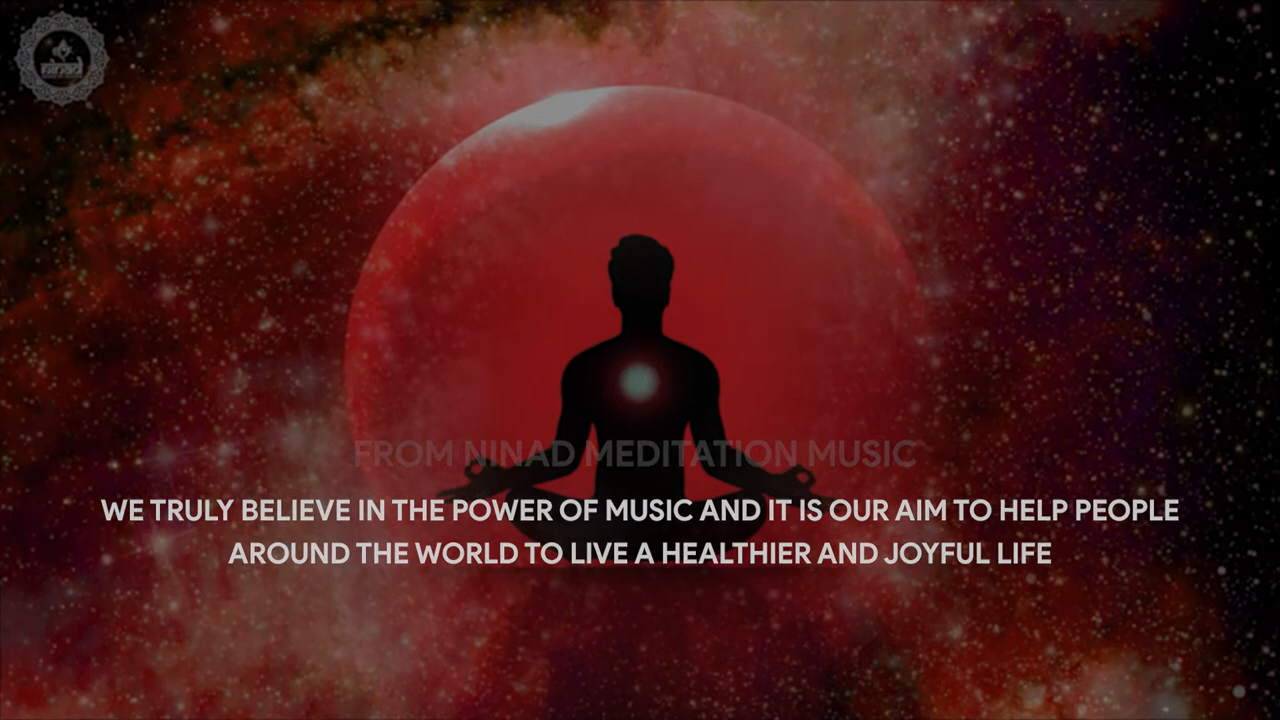 ninad
FROM NINAD MEDITATION MUSIC
WE TRULY BELIEVE IN THE POWER OF MUSIC AND IT IS OUR AIM TO HELP PEOPLE
AROUND THE WORLD TO LIVE A HEALTHIER AND JOYFUL LIFE